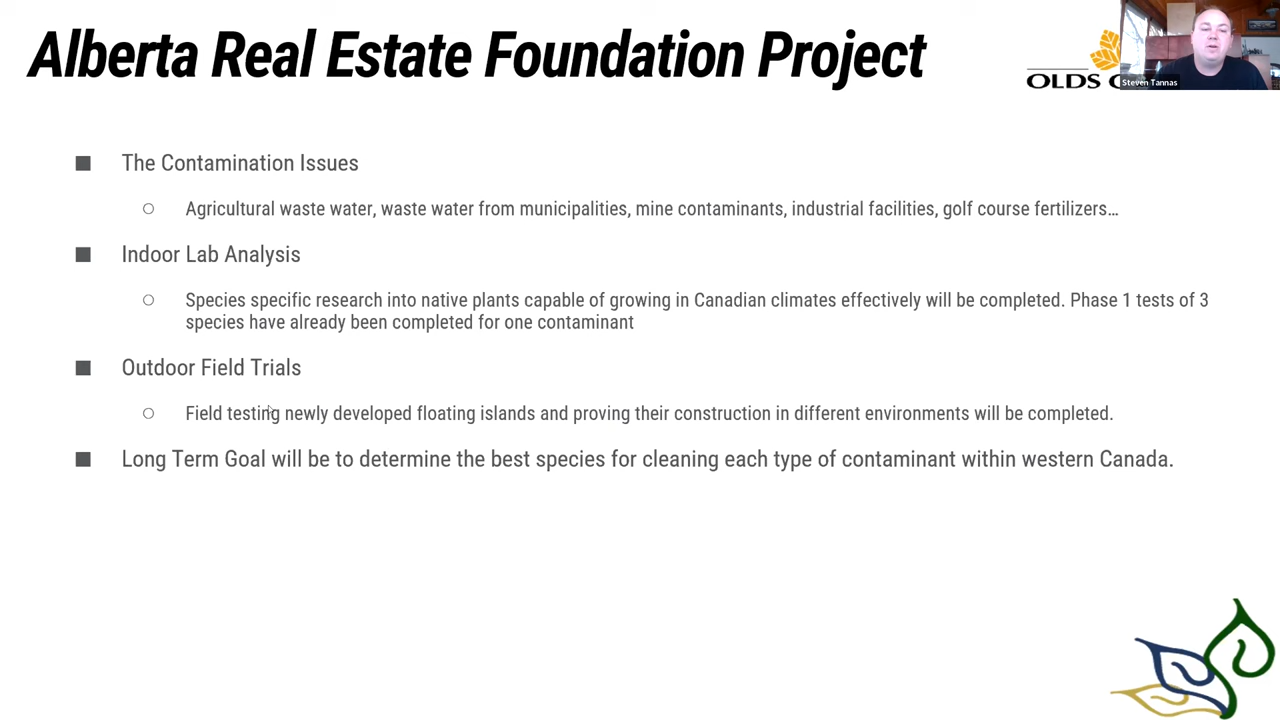 Alberta Real Estate Foundation Project
OLDS
Steven Tannas
■ The Contamination Issues
○ Agricultural waste water, waste water from municipalities, mine contaminants, industrial facilities, golf course fertilizers…
■ Indoor Lab Analysis
○ Species specific research into native plants capable of growing in Canadian climates effectively will be completed. Phase 1 tests of 3
species have already been completed for one contaminant
■ Outdoor Field Trials
○ Field testing newly developed floating islands and proving their construction in different environments will be completed.
■ Long Term Goal will be to determine the best species for cleaning each type of contaminant within western Canada.